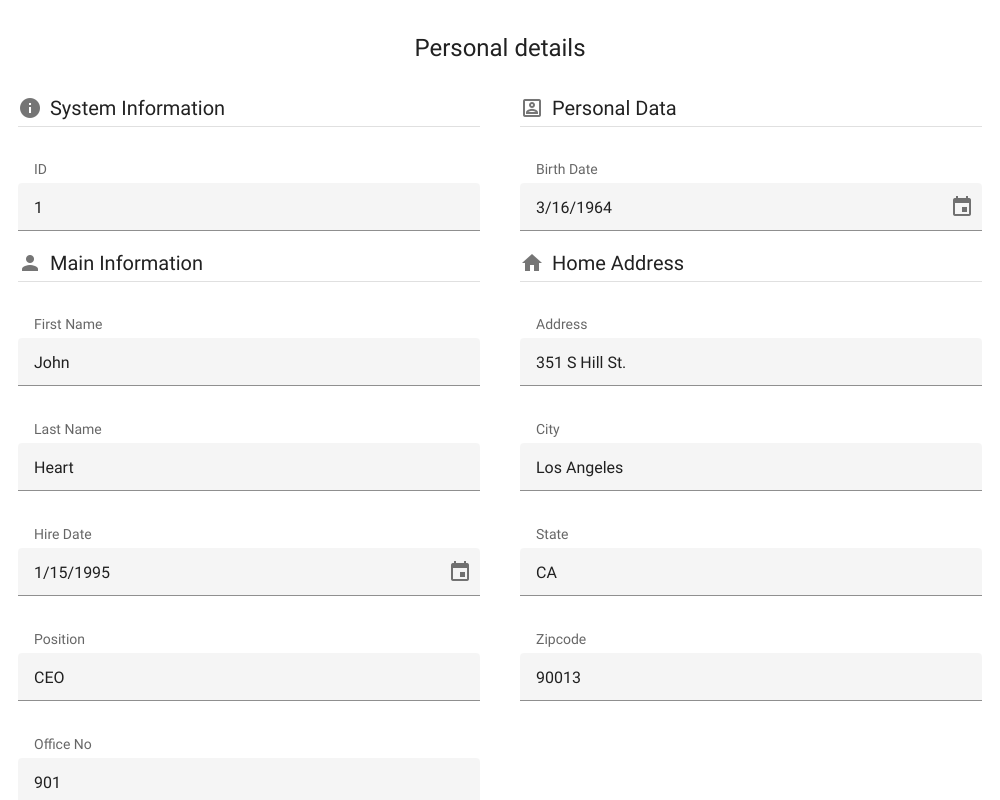 Personal details
System Information
ID
1
Main Information
First Name
John
Last Name
Heart
Hire Date
1/15/1995
Position
CEO
Office No
901
Personal Data
Birth Date
3/16/1964
Home Address
Address
351 S Hill St.
City
Los Angeles
State
CA
Zipcode
90013